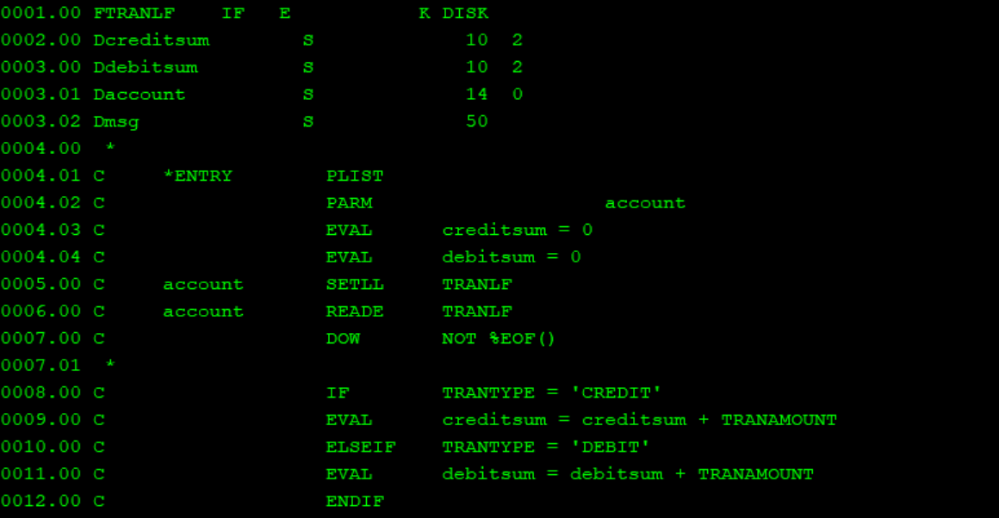 0001.00 FTRANLF    IF   E           K DISK
0002.00 Dcreditsum        S             10  2
0003.00 Ddebitsum         S             10  2
0003.01 Daccount          S             14  0
0003.02 Dmsg              S             50
0004.00  *
0004.01 C     *ENTRY        PLIST
0004.02 C                   PARM                    account
0004.03 C                   EVAL      creditsum = 0
0004.04 C                   EVAL      debitsum = 0
0005.00 C     account       SETLL     TRANLF
0006.00 C     account       READE     TRANLF
0007.00 C                   DOW       NOT %EOF()
0007.01  *
0008.00 C                   IF        TRANTYPE = 'CREDIT'
0009.00 C                   EVAL      creditsum = creditsum + TRANAMOUNT
0010.00 C                   ELSEIF    TRANTYPE = 'DEBIT'
0011.00 C                   EVAL      debitsum = debitsum + TRANAMOUNT
0012.00 C                   ENDIF